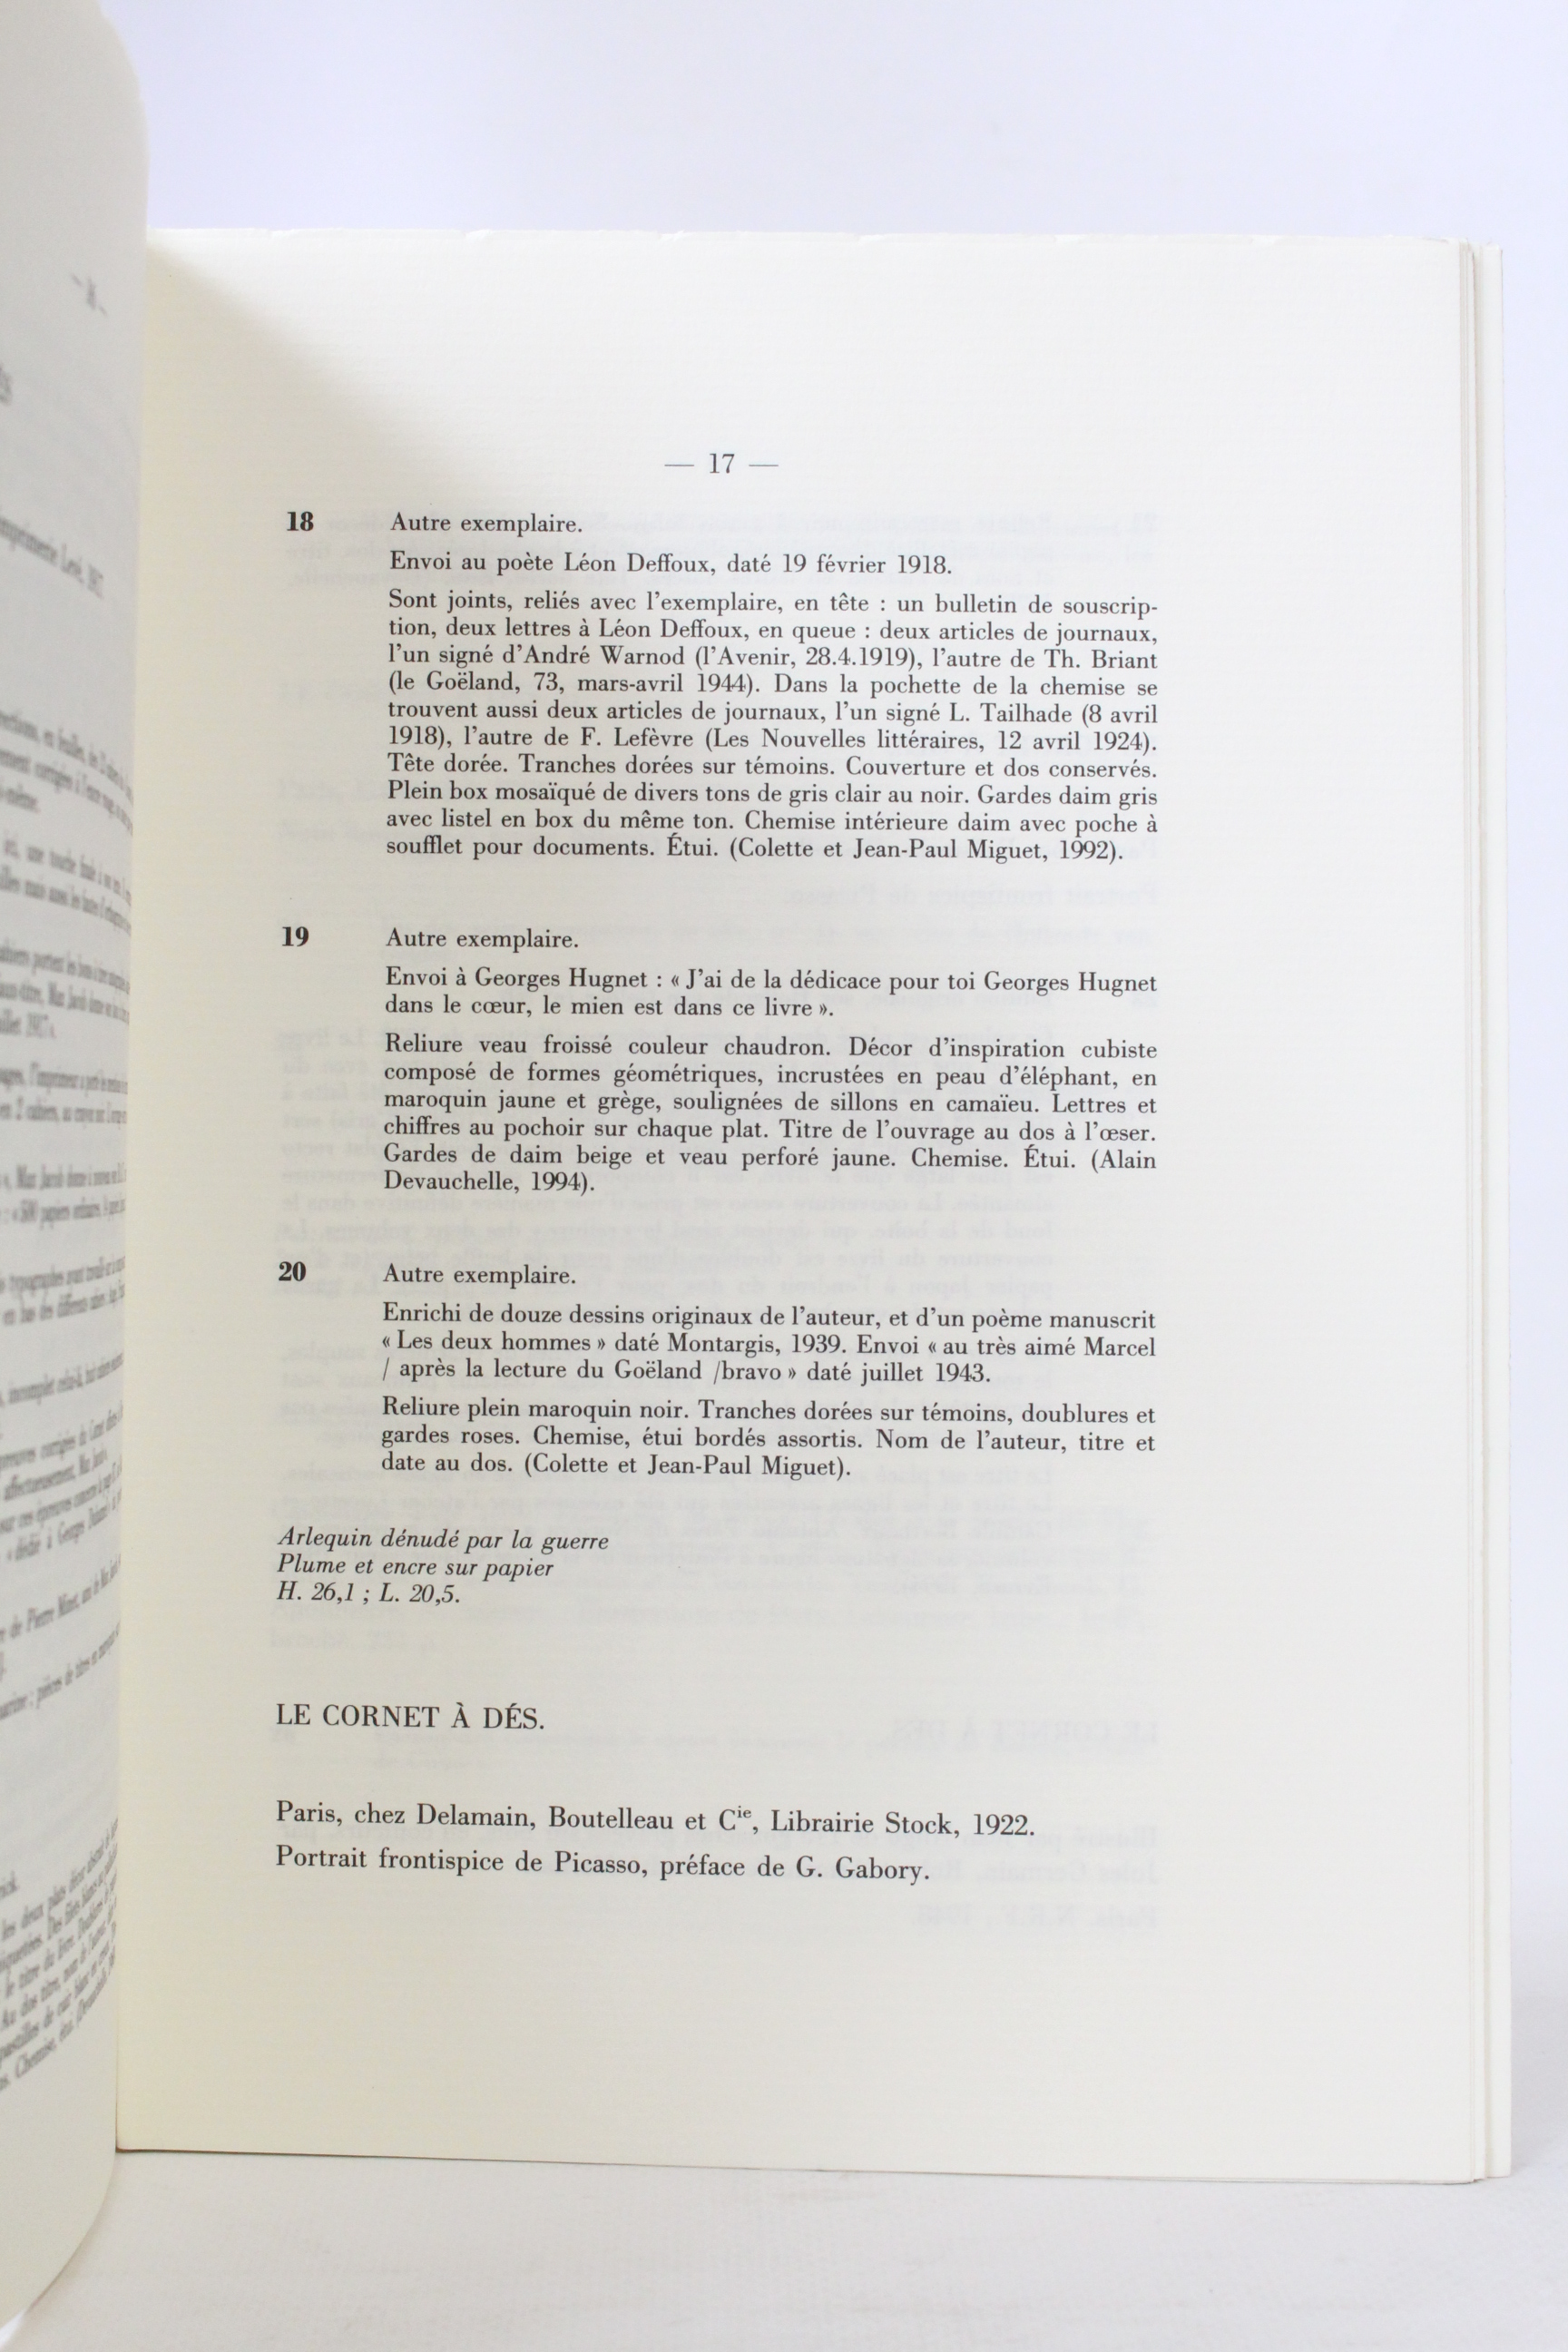 — 17 —
18 Autre exemplaire.
Envoi au poète Léon Deffoux, daté 19 février 1918.
Sont joints, reliés avec l'exemplaire, en tête : un bulletin de souscrip-
tion, deux lettres à Léon Deffoux, en queue : deux articles de journaux,
l'un signé d'André Warnod (l'Avenir, 28.4.1919), l'autre de Th. Briant
(le Goëland, 73, mars-avril 1944). Dans la pochette de la chemise se
trouvent aussi deux articles de journaux, l'un signé L. Tailhade (8 avril
1918), l'autre de F. Lefèvre (Les Nouvelles littéraires, 12 avril 1924).
Tête dorée. Tranches dorées sur témoins. Couverture et dos conservés.
Plein box mosaïqué de divers tons de gris clair au noir. Gardes daim gris
avec listel en box du même ton. Chemise intérieure daim avec poche à
soufflet pour documents. Étui. (Colette et Jean-Paul Miguet, 1992).
19 Autre exemplaire.
Envoi à Georges Hugnet : « J'ai de la dédicace pour toi Georges Hugnet
dans le cœur, le mien est dans ce livre ».
Reliure veau froissé couleur chaudron. Décor d'inspiration cubiste
composé de formes géométriques, incrustées en peau d'éléphant, en
maroquin jaune et grège, soulignées de sillons en camaïeu. Lettres et
chiffres au pochoir sur chaque plat. Titre de l'ouvrage au dos à l'œser.
Gardes de daim beige et veau perforé jaune. Chemise. Étui. (Alain
Devauchelle, 1994).
20 Autre exemplaire.
Enrichi de douze dessins originaux de l'auteur, et d'un poème manuscrit
« Les deux hommes » daté Montargis, 1939. Envoi « au très aimé Marcel
/ après la lecture du Goëland /bravo » daté juillet 1943.
Reliure plein maroquin noir. Tranches dorées sur témoins, doublures et
gardes roses. Chemise, étui bordés assortis. Nom de l'auteur, titre et
date au dos. (Colette et Jean-Paul Miguet).
Arlequin dénudé par la guerre
Plume et encre sur papier
H. 26,1 ; L. 20,5.
LE CORNET À DÉS.
Paris, chez Delamain, Boutelleau et Cie, Librairie Stock, 1922.
Portrait frontispice de Picasso, préface de G. Gabory.